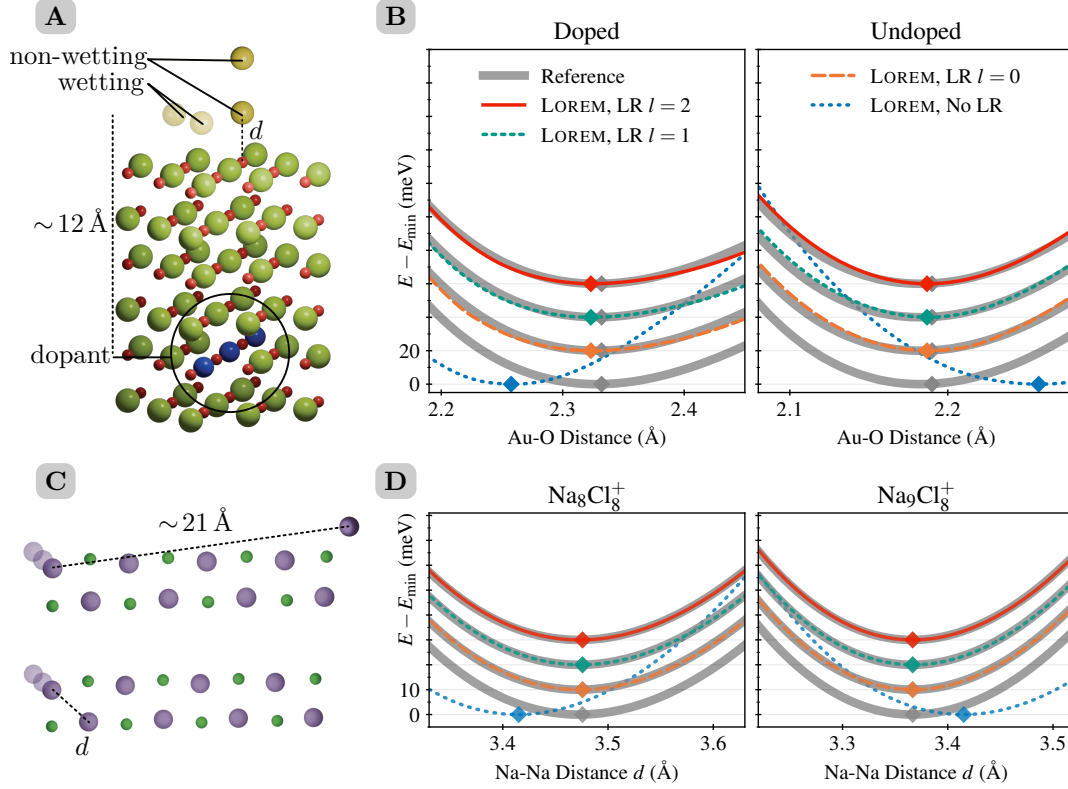 A
non-wetting
wetting
d
~ 12 Å
dopant
B
Doped
Undoped
Reference
LOREM, LR l = 2
LOREM, LR l = 1
LOREM, LR l = 0
LOREM, No LR
E − E_min (meV)
20
0
2.2
2.3
2.4
2.1
2.2
Au-O Distance (Å)
Au-O Distance (Å)
C
~ 21 Å
d
D
Na₈Cl₈⁺
Na₉Cl₈⁺
E − E_min (meV)
10
0
3.4
3.5
3.6
3.3
3.4
3.5
Na-Na Distance d (Å)
Na-Na Distance d (Å)